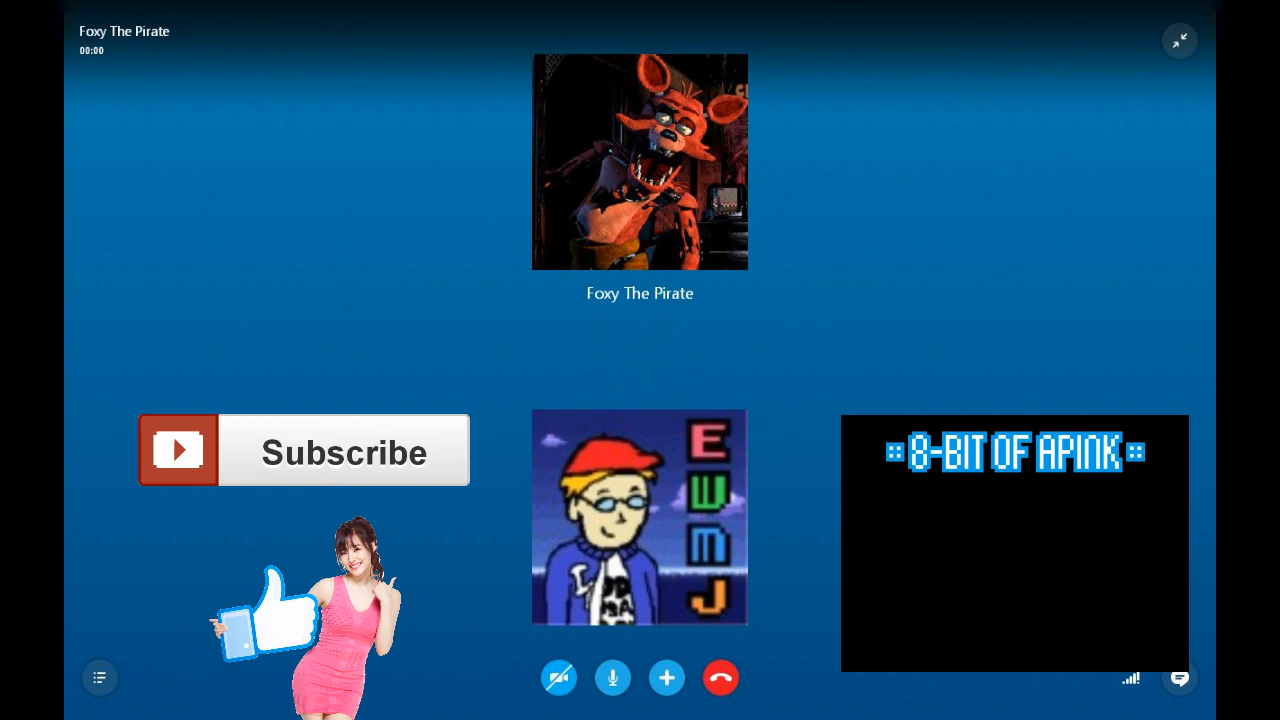 Foxy The Pirate
00:00
Foxy The Pirate
Subscribe
E
W
M
J
8-BIT OF APINK